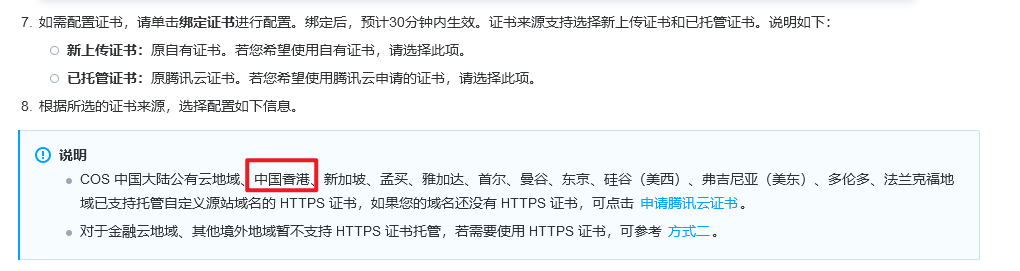 7. 如需配置证书，请单击绑定证书进行配置。绑定后，预计30分钟内生效。证书来源支持选择新上传证书和已托管证书。说明如下：
新上传证书：原自有证书。若您希望使用自有证书，请选择此项。
已托管证书：原腾讯云证书。若您希望使用腾讯云申请的证书，请选择此项。
8. 根据所选的证书来源，选择配置如下信息。
说明
COS 中国大陆公有云地域、中国香港、新加坡、孟买、雅加达、首尔、曼谷、东京、硅谷（美西）、弗吉尼亚（美东）、多伦多、法兰克福地
域已支持托管自定义源站域名的 HTTPS 证书，如果您的域名还没有 HTTPS 证书，可点击 申请腾讯云证书。
对于金融云地域、其他境外地域暂不支持 HTTPS 证书托管，若需要使用 HTTPS 证书，可参考 方式二。